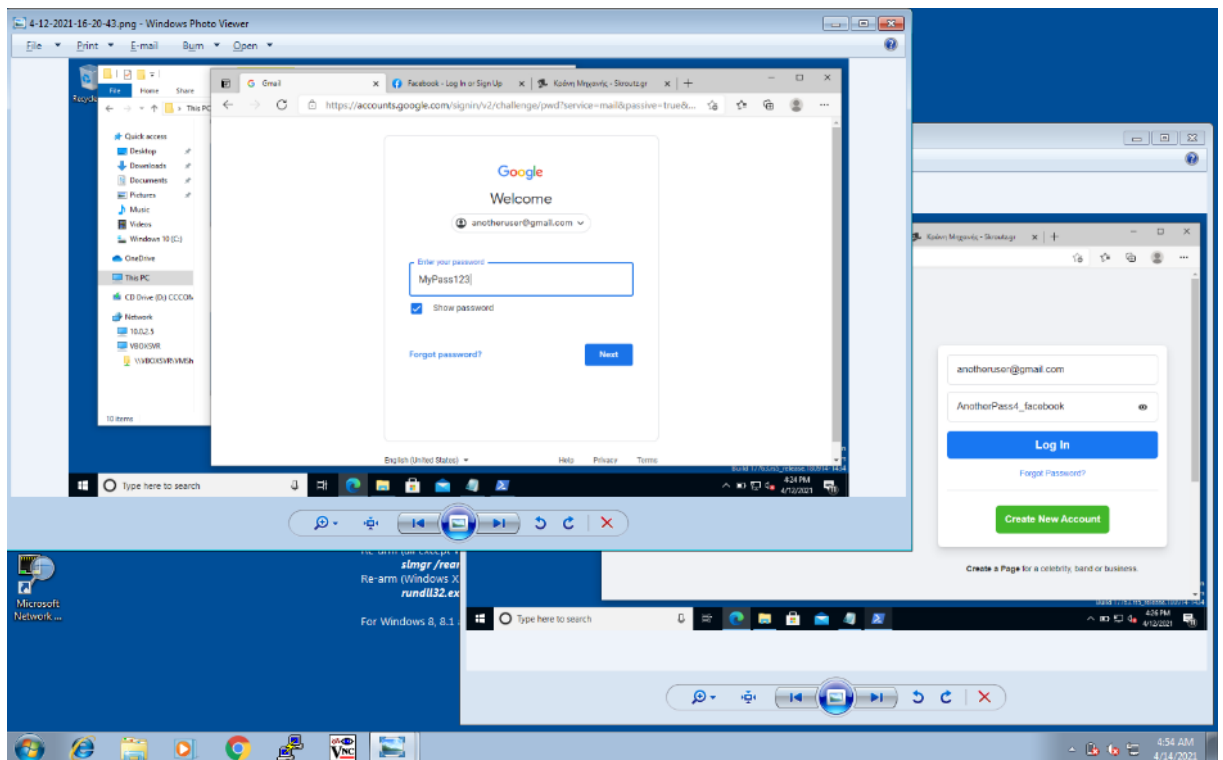 4-12-2021-16-20-43.png - Windows Photo Viewer
File Print E-mail Burn Open
File Home Share
This PC
Quick access
Desktop
Downloads
Documents
Pictures
Music
Videos
Windows 10 (C:)
OneDrive
This PC
CD Drive (D:) CCCOM
Network
10.0.2.5
VBOXSVR
\\VBOXSVR\VMSh
10 items
Gmail
Facebook - Log In or Sign Up
Κρένη Μηχανής - Skroutz.gr
https://accounts.google.com/signin/v2/challenge/pwd?service=mail&passive=true&...
Google
Welcome
anotheruser@gmail.com
Enter your password
MyPass123
Show password
Forgot password?
Next
English (United States)
Help Privacy Terms
Type here to search
4:24 PM
4/12/2021
- Skroutz.gr
anotheruser@gmail.com
AnotherPass4_facebook
Log In
Forgot Password?
Create New Account
Create a Page for a celebrity, band or business.
Type here to search
4:26 PM
4/12/2021
Microsoft
Network ...
slmgr /rear
Re-arm (Windows X
rundll32.ex
For Windows 8, 8.1
4:54 AM
4/14/2021